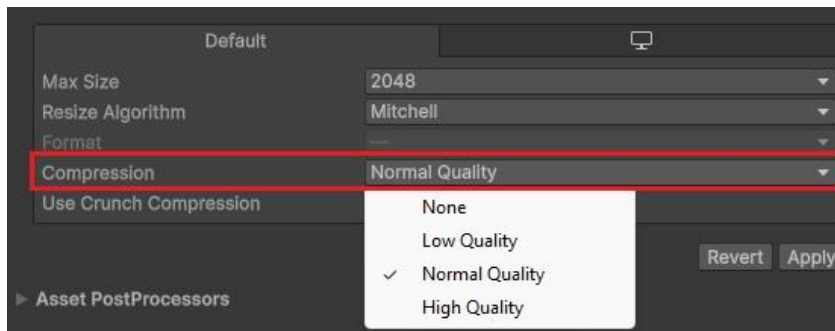 Default
Max Size 2048
Resize Algorithm Mitchell
Format —
Compression Normal Quality
Use Crunch Compression
None
Low Quality
Normal Quality
High Quality
Revert Apply
Asset PostProcessors